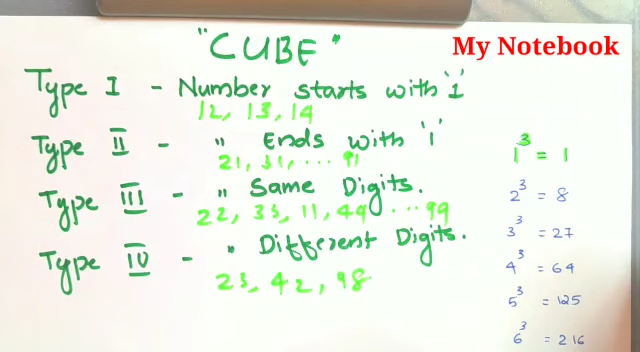 "CUBE"
My Notebook
Type I - Number starts with '1'
12, 13, 14
Type II - " Ends with '1'
21, 31, ... 91
Type III - " Same Digits.
22, 33, 11, 44 ... 99
Type IV - " Different Digits.
23, 42, 98
1³ = 1
2³ = 8
3³ = 27
4³ = 64
5³ = 125
6³ = 216